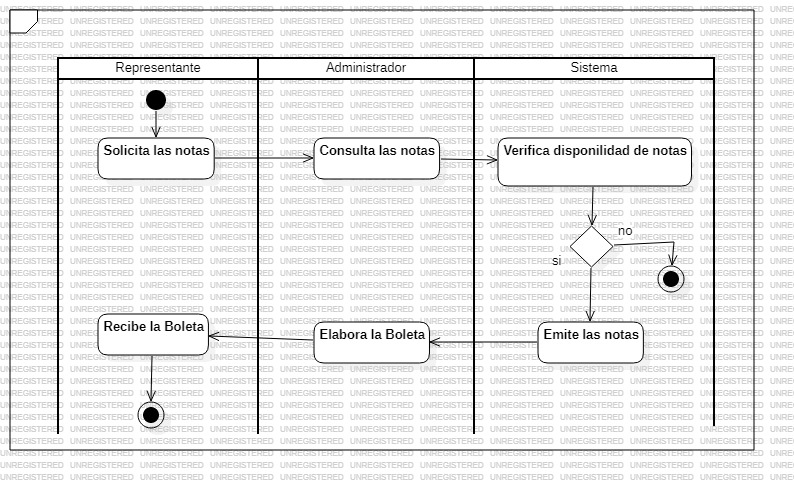 Representante
Administrador
Sistema
Solicita las notas
Consulta las notas
Verifica disponilidad de notas
no
si
Recibe la Boleta
Elabora la Boleta
Emite las notas
UNREGISTERED